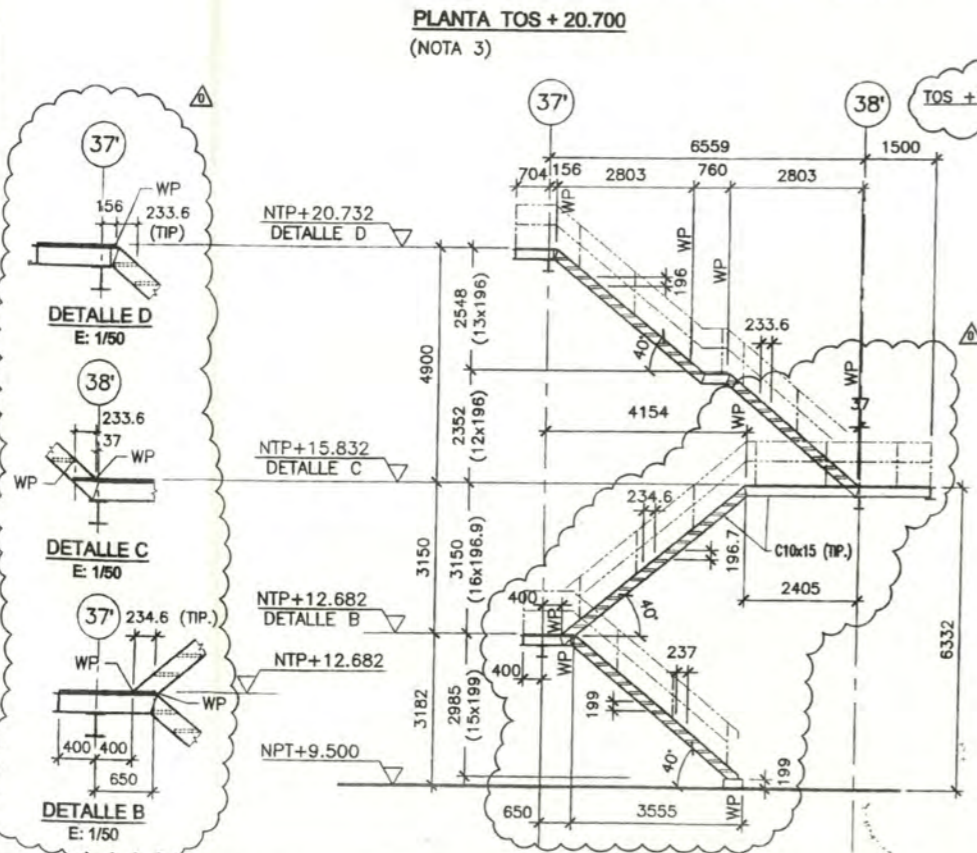 PLANTA TOS + 20.700
(NOTA 3)
0
37'
WP
156
233.6
(TIP)
DETALLE D
E: 1/50
38'
233.6
37
WP
WP
DETALLE C
E: 1/50
37'
234.6 (TIP.)
WP
NTP+12.682
WP
400 400
650
DETALLE B
E: 1/50
NTP+20.732
DETALLE D
NTP+15.832
DETALLE C
NTP+12.682
DETALLE B
NPT+9.500
4900
3150
3182
2548
(13x196)
2352
(12x196)
3150
(16x196.9)
2985
(15x199)
37'
38'
TOS +
6559
1500
704
156
2803
760
2803
WP
WP
WP
WP
196
40°
233.6
0
4154
WP
37
234.6
196.7
C10x15 (TIP.)
2405
400
WP
40°
400
WP
237
199
40°
199
6332
650
3555
WP